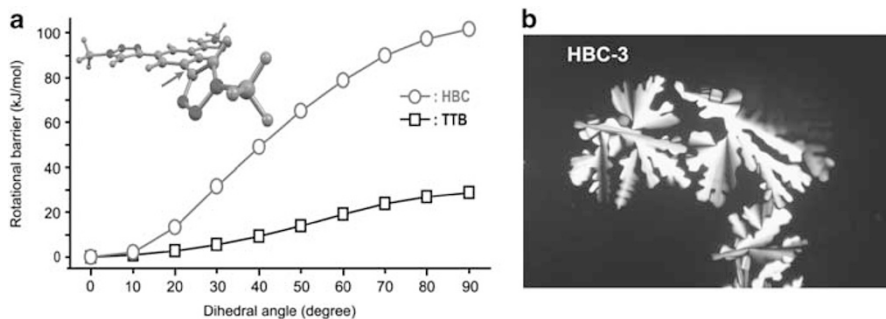 a
Rotational barrier (kJ/mol)
100
80
60
40
20
0
: HBC
: TTB
0 10 20 30 40 50 60 70 80 90
Dihedral angle (degree)
b
HBC-3